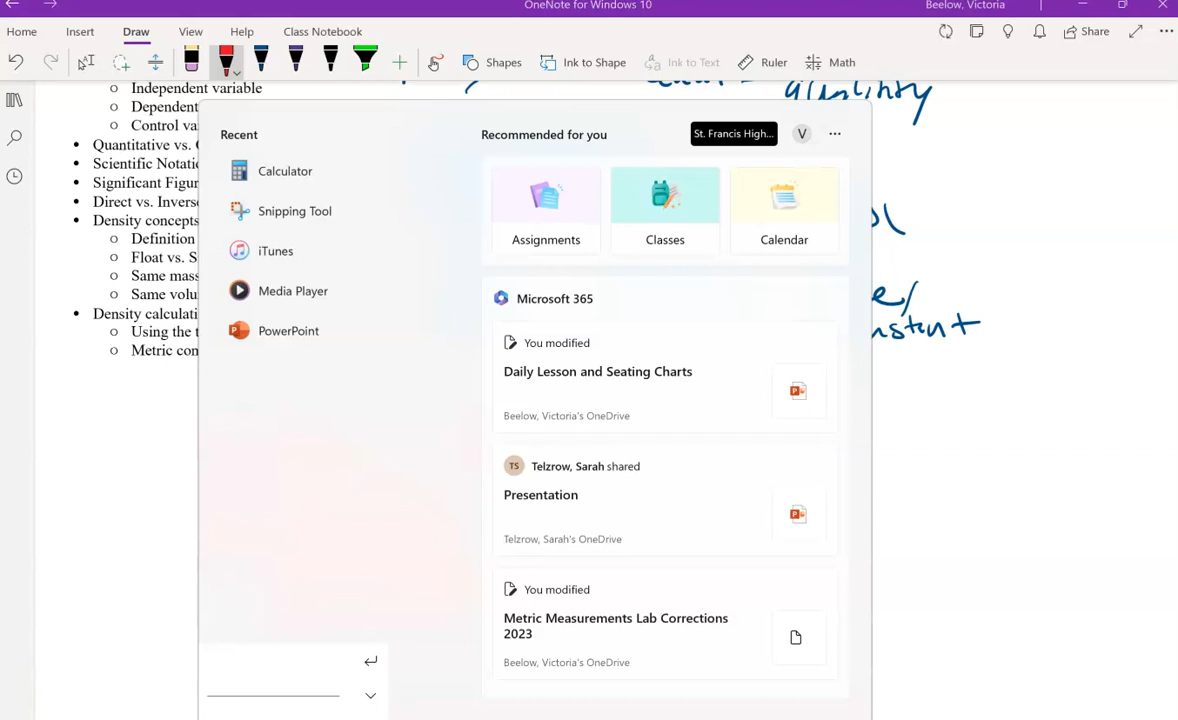 OneNote for Windows 10
Beelow, Victoria
Home
Insert
Draw
View
Help
Class Notebook
Share
Shapes
Ink to Shape
Ink to Text
Ruler
Math
Independent variable
Dependent
Control va
Quantitative vs.
Scientific Notati
Significant Figur
Direct vs. Invers
Density concepts
Definition
Float vs. S
Same mass
Same volu
Density calculati
Using the t
Metric con
quantity
nstant
Recent
Calculator
Snipping Tool
iTunes
Media Player
PowerPoint
Recommended for you
St. Francis High...
V
Assignments
Classes
Calendar
Microsoft 365
You modified
Daily Lesson and Seating Charts
Beelow, Victoria's OneDrive
TS
Telzrow, Sarah shared
Presentation
Telzrow, Sarah's OneDrive
You modified
Metric Measurements Lab Corrections
2023
Beelow, Victoria's OneDrive